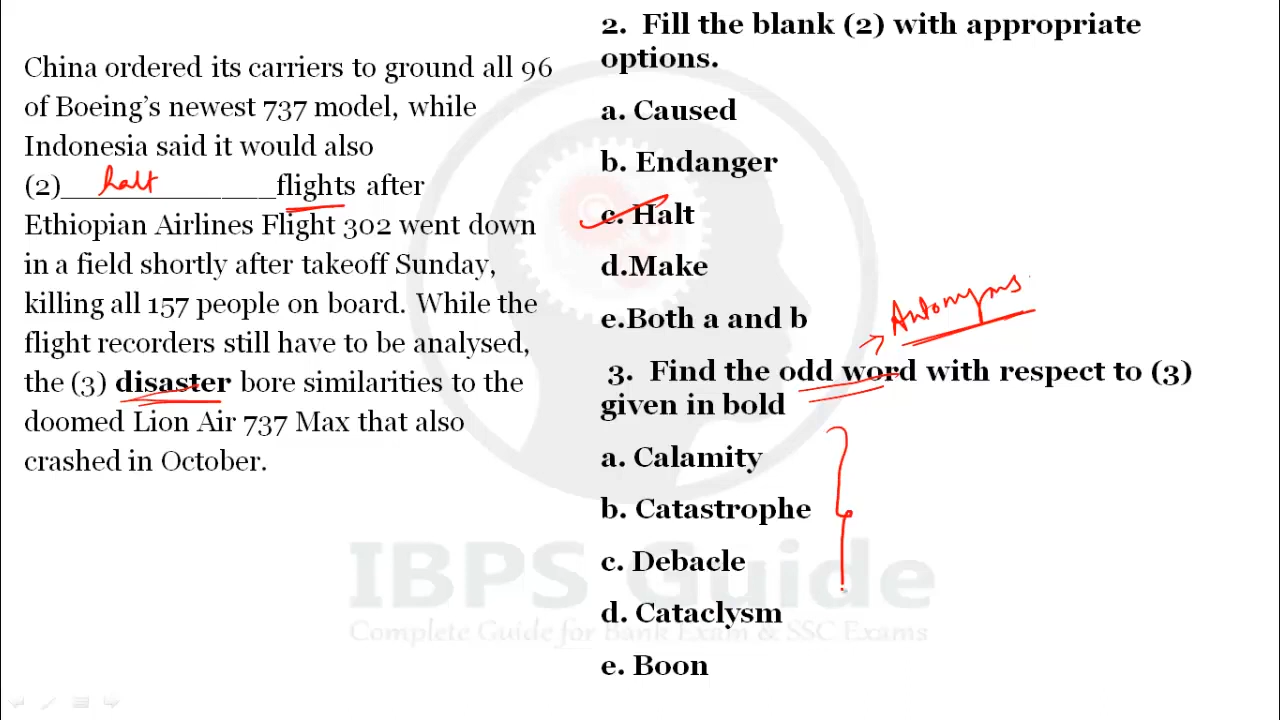 China ordered its carriers to ground all 96
of Boeing's newest 737 model, while
Indonesia said it would also
(2)____halt____________flights after
Ethiopian Airlines Flight 302 went down
in a field shortly after takeoff Sunday,
killing all 157 people on board. While the
flight recorders still have to be analysed,
the (3) disaster bore similarities to the
doomed Lion Air 737 Max that also
crashed in October.
2. Fill the blank (2) with appropriate
options.
a. Caused
b. Endanger
c. Halt
d.Make
e.Both a and b
→ Antonyms
3. Find the odd word with respect to (3)
given in bold
a. Calamity
b. Catastrophe
c. Debacle
d. Cataclysm
e. Boon
IBPS Guide
Complete Guide for Bank Exam & SSC Exams